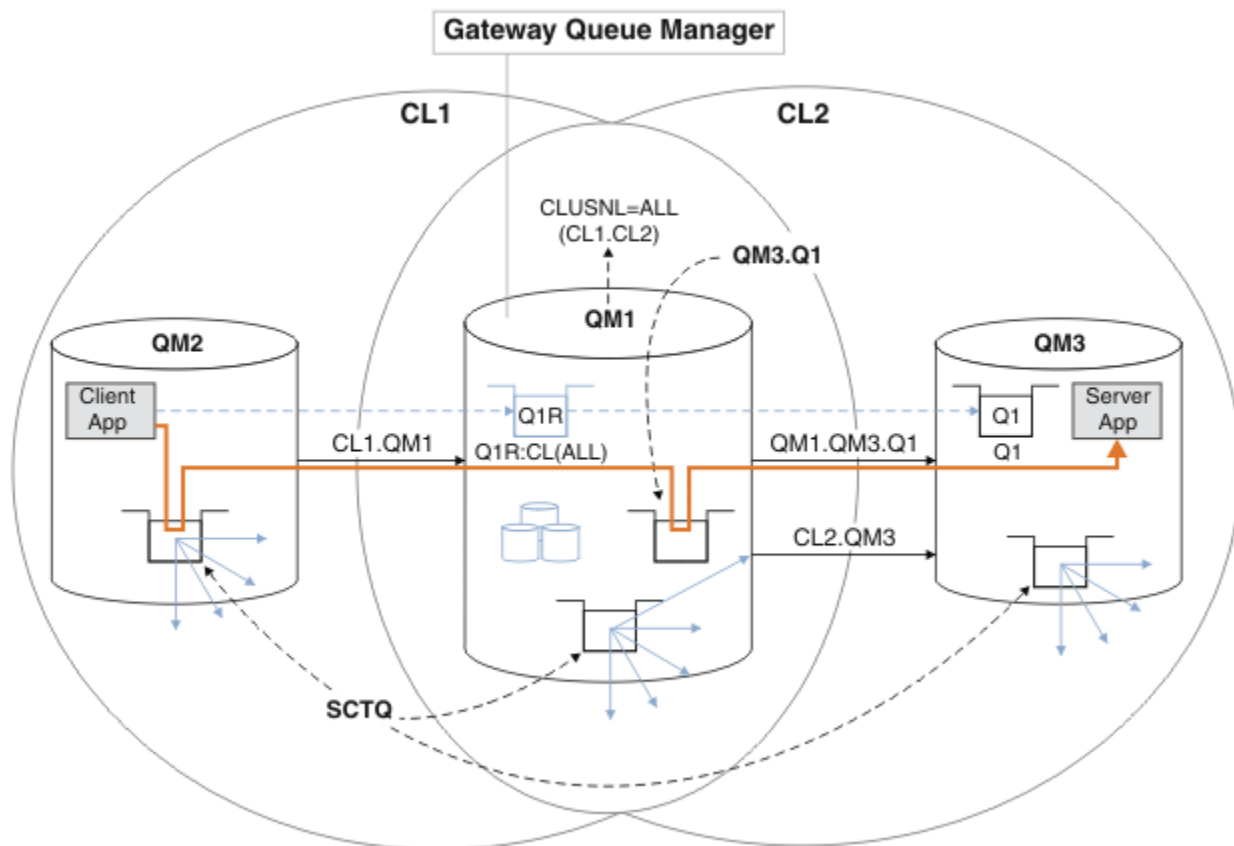 Gateway Queue Manager
CL1
CL2
CLUSNL=ALL
(CL1.CL2)
QM3.Q1
QM2
QM1
QM3
Client
App
Q1R
Q1
Server
App
CL1.QM1
Q1R:CL(ALL)
QM1.QM3.Q1
Q1
CL2.QM3
SCTQ